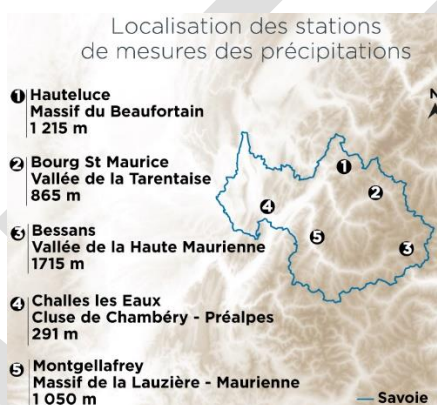 Localisation des stations
de mesures des précipitations
N
1 Hauteluce
Massif du Beaufortain
1 215 m
2 Bourg St Maurice
Vallée de la Tarentaise
865 m
3 Bessans
Vallée de la Haute Maurienne
1715 m
4 Challes les Eaux
Cluse de Chambéry - Préalpes
291 m
5 Montgellafrey
Massif de la Lauzière - Maurienne
1 050 m
1
2
4
5
3
Savoie